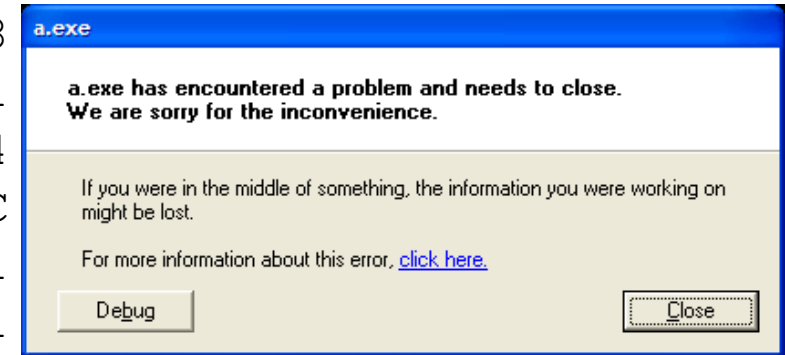 a.exe
a.exe has encountered a problem and needs to close.
We are sorry for the inconvenience.
If you were in the middle of something, the information you were working on
might be lost.
For more information about this error, click here.
Debug
Close